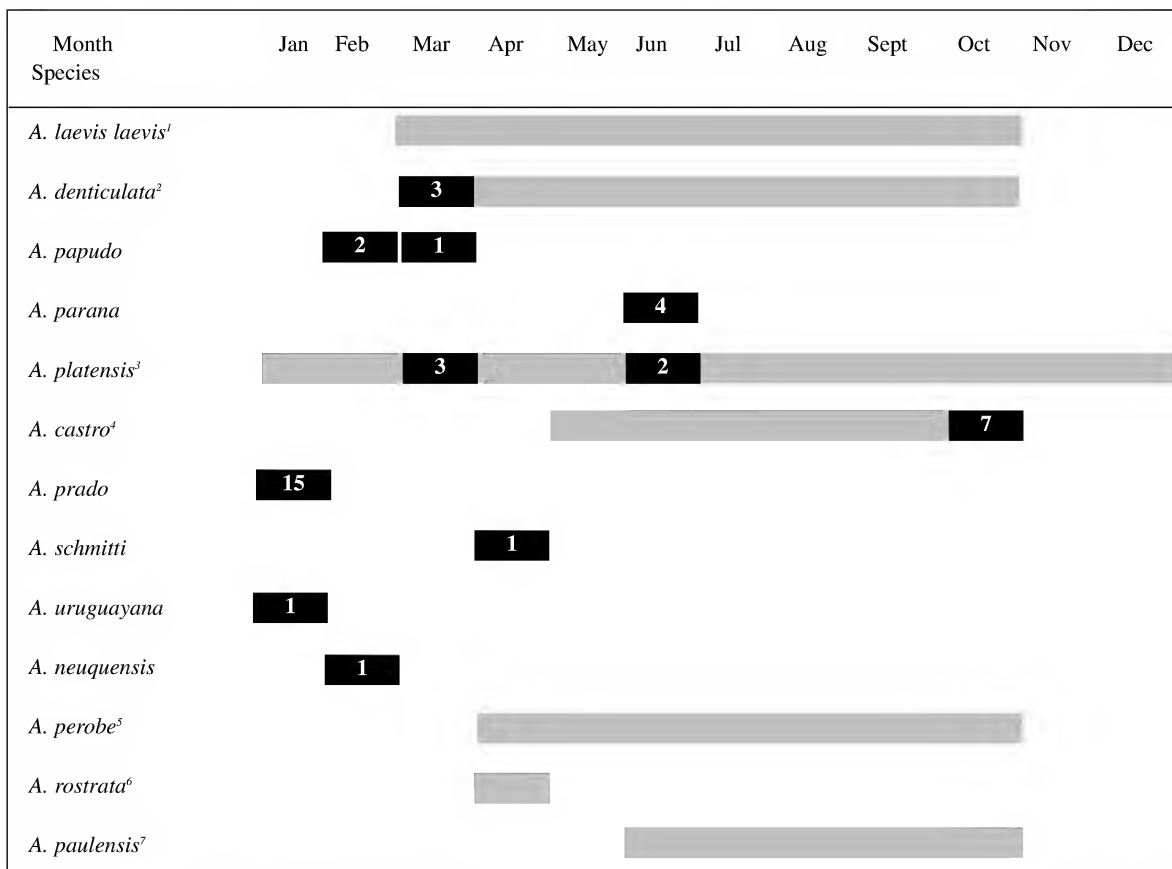 Month Jan Feb Mar Apr May Jun Jul Aug Sept Oct Nov Dec
Species
A. laevis laevis¹
A. denticulata² 3
A. papudo 2 1
A. parana 4
A. platensis³ 3 2
A. castro⁴ 7
A. prado 15
A. schmitti 1
A. uruguayana 1
A. neuquensis 1
A. perobe⁵
A. rostrata⁶
A. paulensis⁷